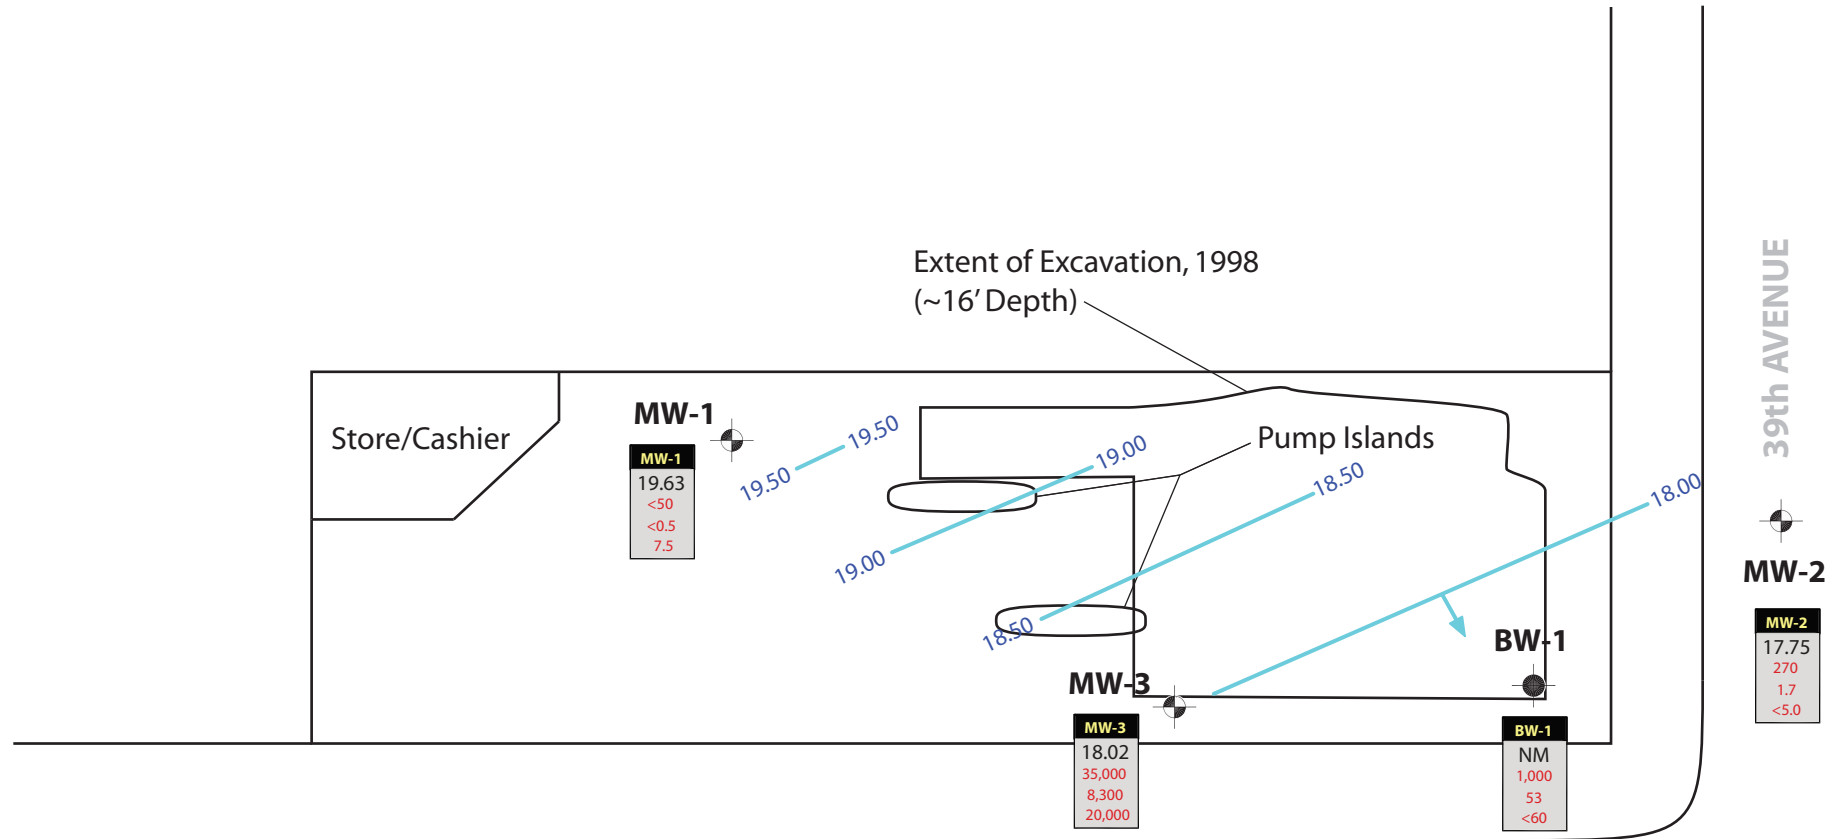 Extent of Excavation, 1998
(~16’ Depth)
39th AVENUE
Store/Cashier
MW-1
MW-1
19.63
<50
<0.5
7.5
19.50
19.50
19.00
19.00
Pump Islands
18.50
18.50
18.00
MW-2
MW-2
17.75
270
1.7
<5.0
MW-3
MW-3
18.02
35,000
8,300
20,000
BW-1
BW-1
NM
1,000
53
<60